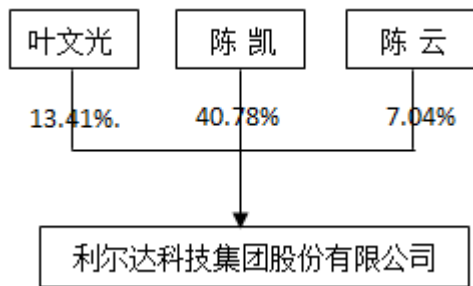 叶文光 陈 凯 陈 云
13.41%. 40.78% 7.04%
利尔达科技集团股份有限公司